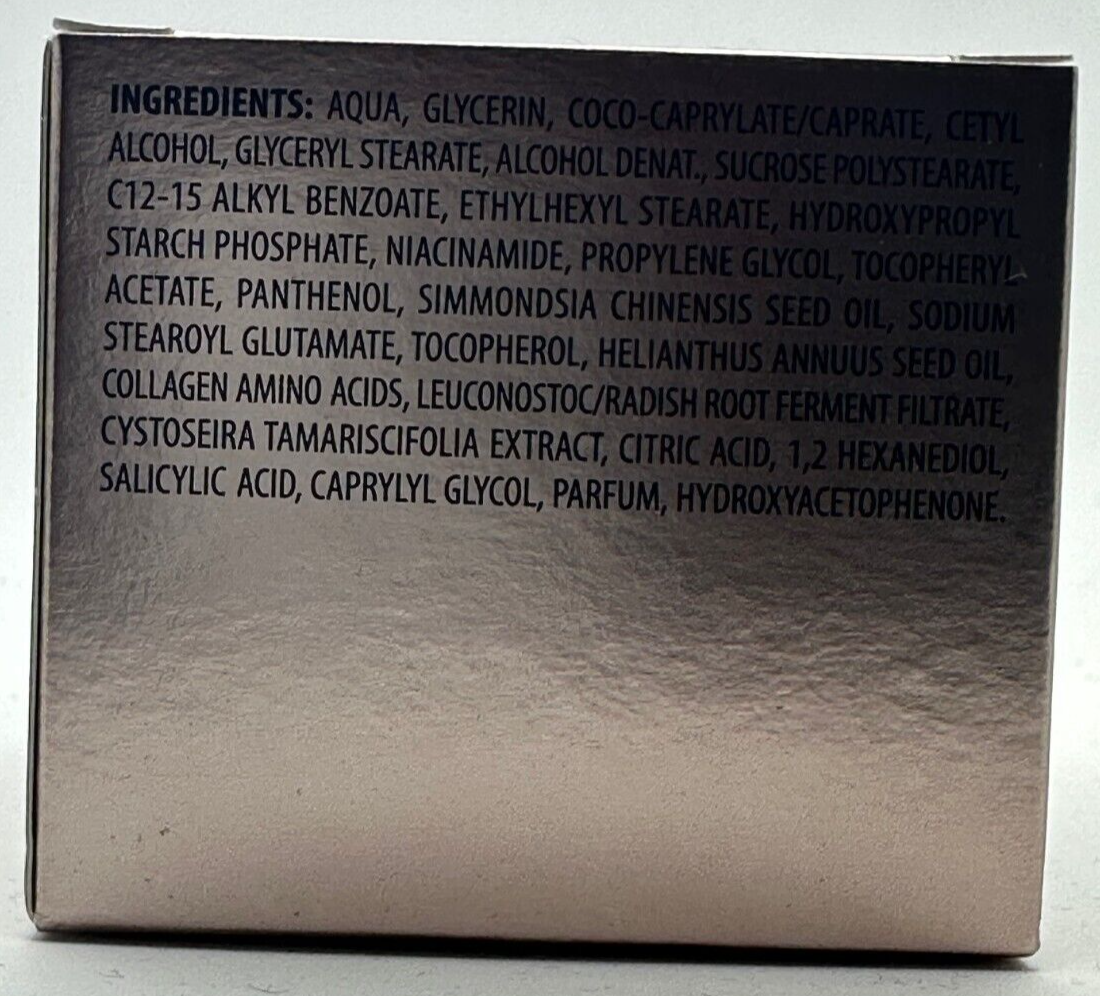 INGREDIENTS: AQUA, GLYCERIN, COCO-CAPRYLATE/CAPRATE, CETYL
ALCOHOL, GLYCERYL STEARATE, ALCOHOL DENAT., SUCROSE POLYSTEARATE,
C12-15 ALKYL BENZOATE, ETHYLHEXYL STEARATE, HYDROXYPROPYL
STARCH PHOSPHATE, NIACINAMIDE, PROPYLENE GLYCOL, TOCOPHERYL
ACETATE, PANTHENOL, SIMMONDSIA CHINENSIS SEED OIL, SODIUM
STEAROYL GLUTAMATE, TOCOPHEROL, HELIANTHUS ANNUUS SEED OIL,
COLLAGEN AMINO ACIDS, LEUCONOSTOC/RADISH ROOT FERMENT FILTRATE,
CYSTOSEIRA TAMARISCIFOLIA EXTRACT, CITRIC ACID, 1,2 HEXANEDIOL,
SALICYLIC ACID, CAPRYLYL GLYCOL, PARFUM, HYDROXYACETOPHENONE.